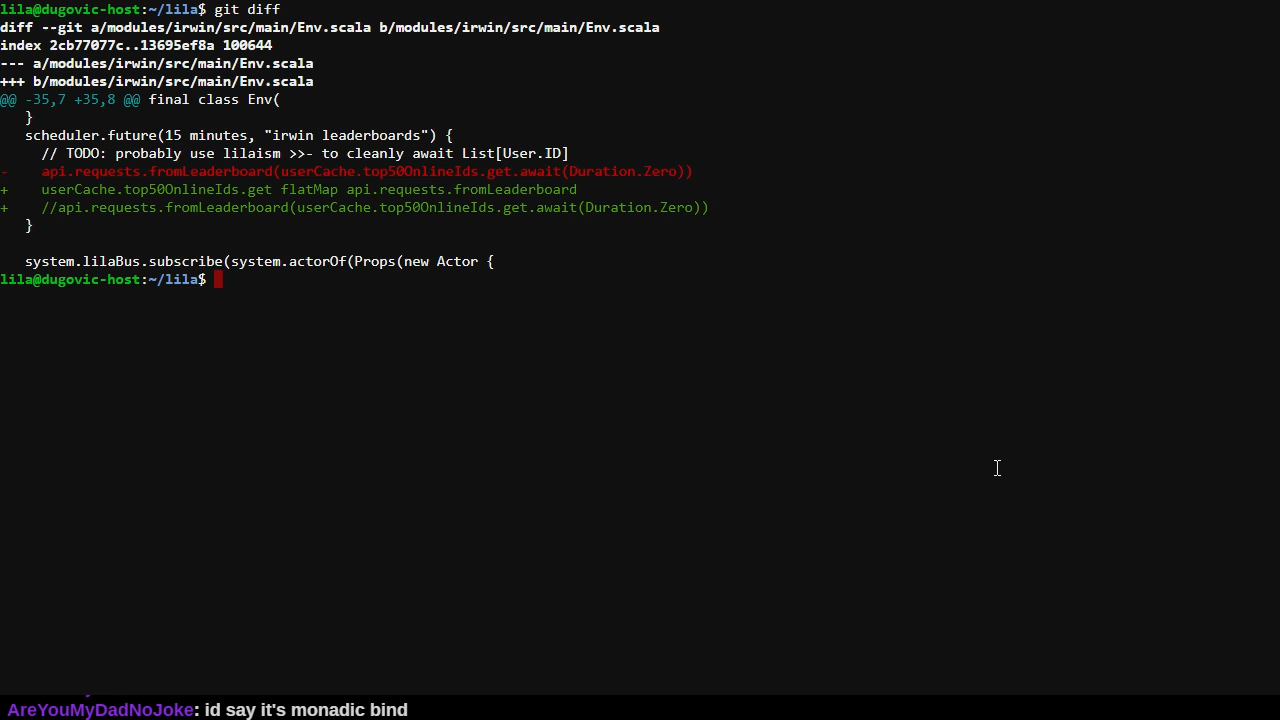 lila@dugovic-host:~/lila$ git diff
diff --git a/modules/irwin/src/main/Env.scala b/modules/irwin/src/main/Env.scala
index 2cb77077c..13695ef8a 100644
--- a/modules/irwin/src/main/Env.scala
+++ b/modules/irwin/src/main/Env.scala
@@ -35,7 +35,8 @@ final class Env(
   }
   scheduler.future(15 minutes, "irwin leaderboards") {
     // TODO: probably use lilaism >>- to cleanly await List[User.ID]
-    api.requests.fromLeaderboard(userCache.top50OnlineIds.get.await(Duration.Zero))
+    userCache.top50OnlineIds.get flatMap api.requests.fromLeaderboard
+    //api.requests.fromLeaderboard(userCache.top50OnlineIds.get.await(Duration.Zero))
   }
   system.lilaBus.subscribe(system.actorOf(Props(new Actor {
lila@dugovic-host:~/lila$
AreYouMyDadNoJoke: id say it's monadic bind